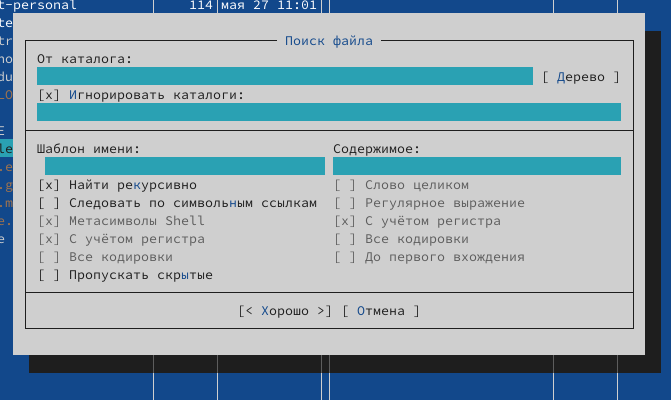 t-personal 114 мая 27 11:01
Поиск файла
От каталога:
[ Дерево ]
[x] Игнорировать каталоги:
Шаблон имени: Содержимое:
[x] Найти рекурсивно [ ] Слово целиком
[ ] Следовать по символьным ссылкам [ ] Регулярное выражение
[x] Метасимволы Shell [x] С учётом регистра
[x] С учётом регистра [ ] Все кодировки
[ ] Все кодировки [ ] До первого вхождения
[ ] Пропускать скрытые
[< Хорошо >] [ Отмена ]